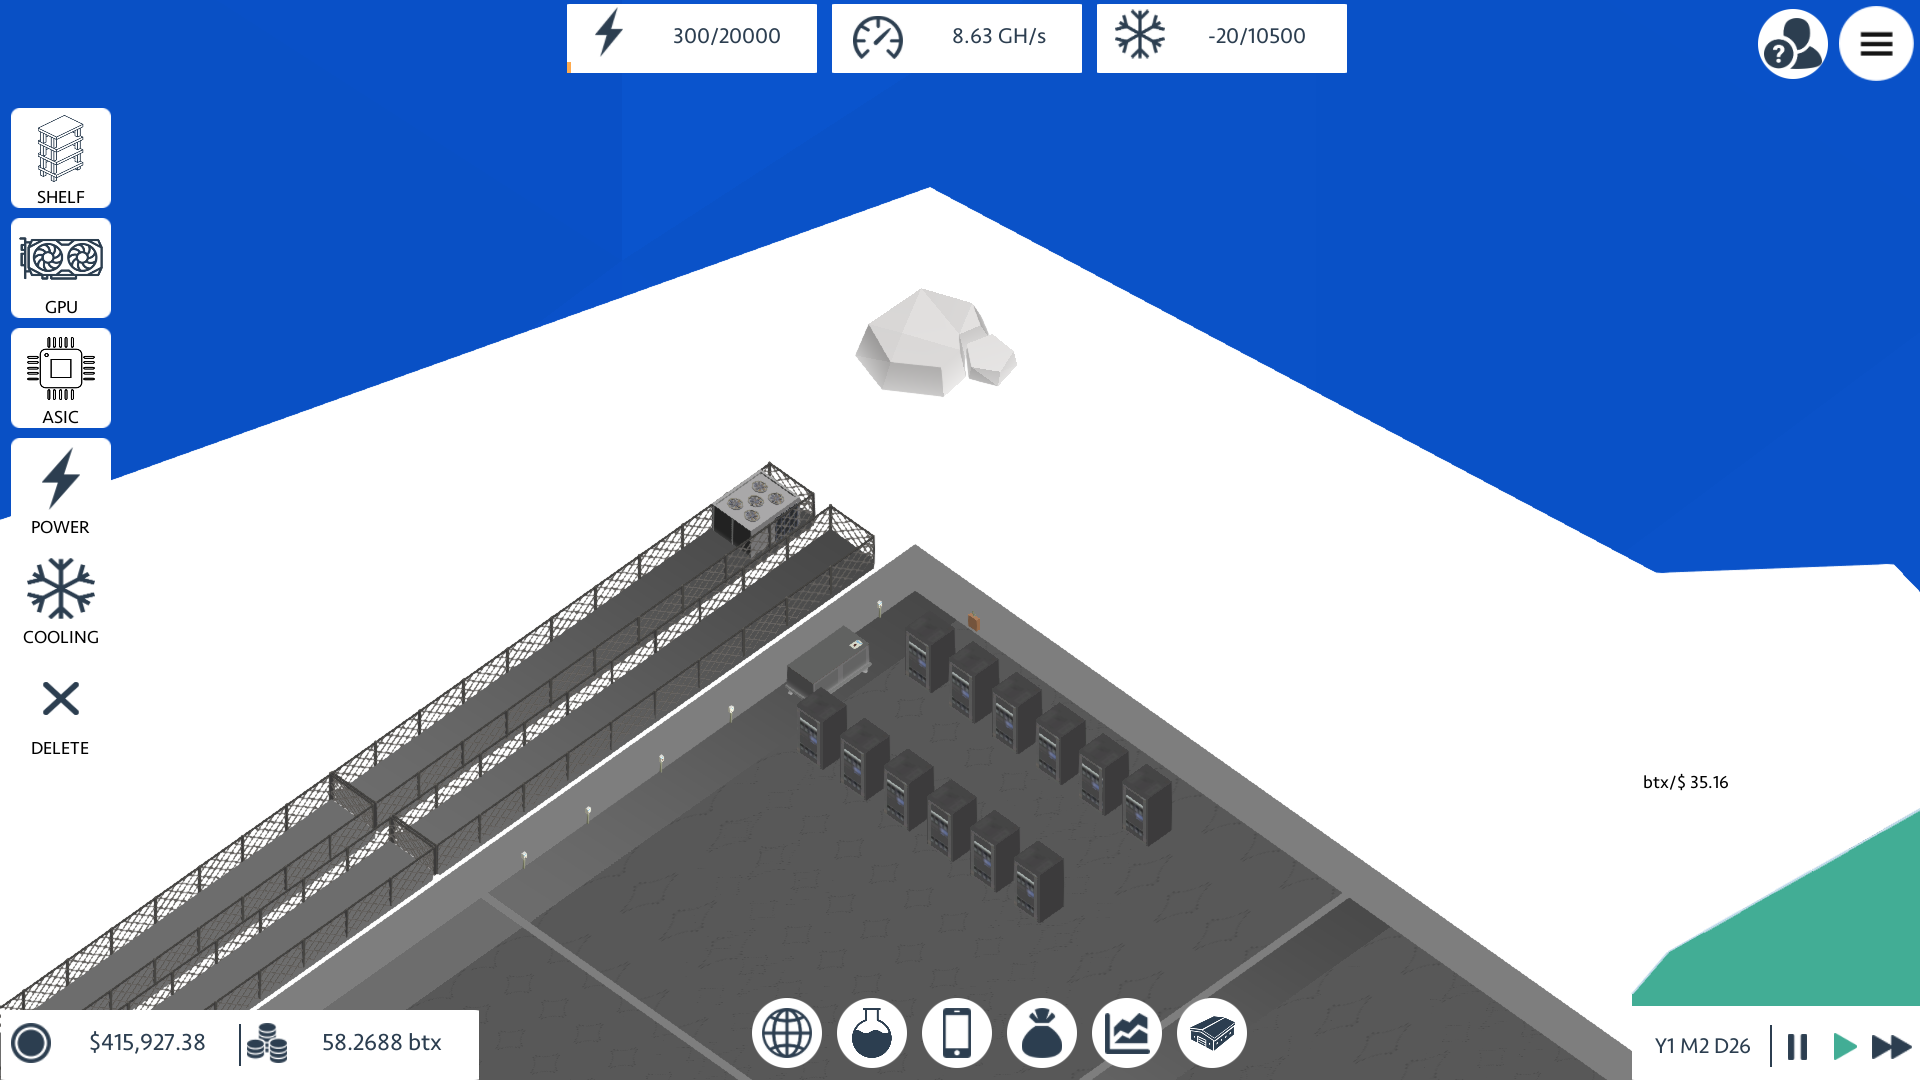 300/20000
8.63 GH/s
-20/10500
?
SHELF
GPU
ASIC
POWER
COOLING
DELETE
btx/$ 35.16
$415,927.38
58.2688 btx
Y1 M2 D26